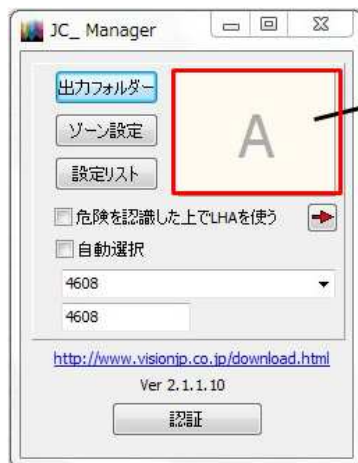 JC_ Manager
出力フォルダー
ゾーン設定
設定リスト
A
危険を認識した上でLHAを使う
自動選択
4608
4608
http://www.visionjp.co.jp/download.html
Ver 2.1.1.10
認証